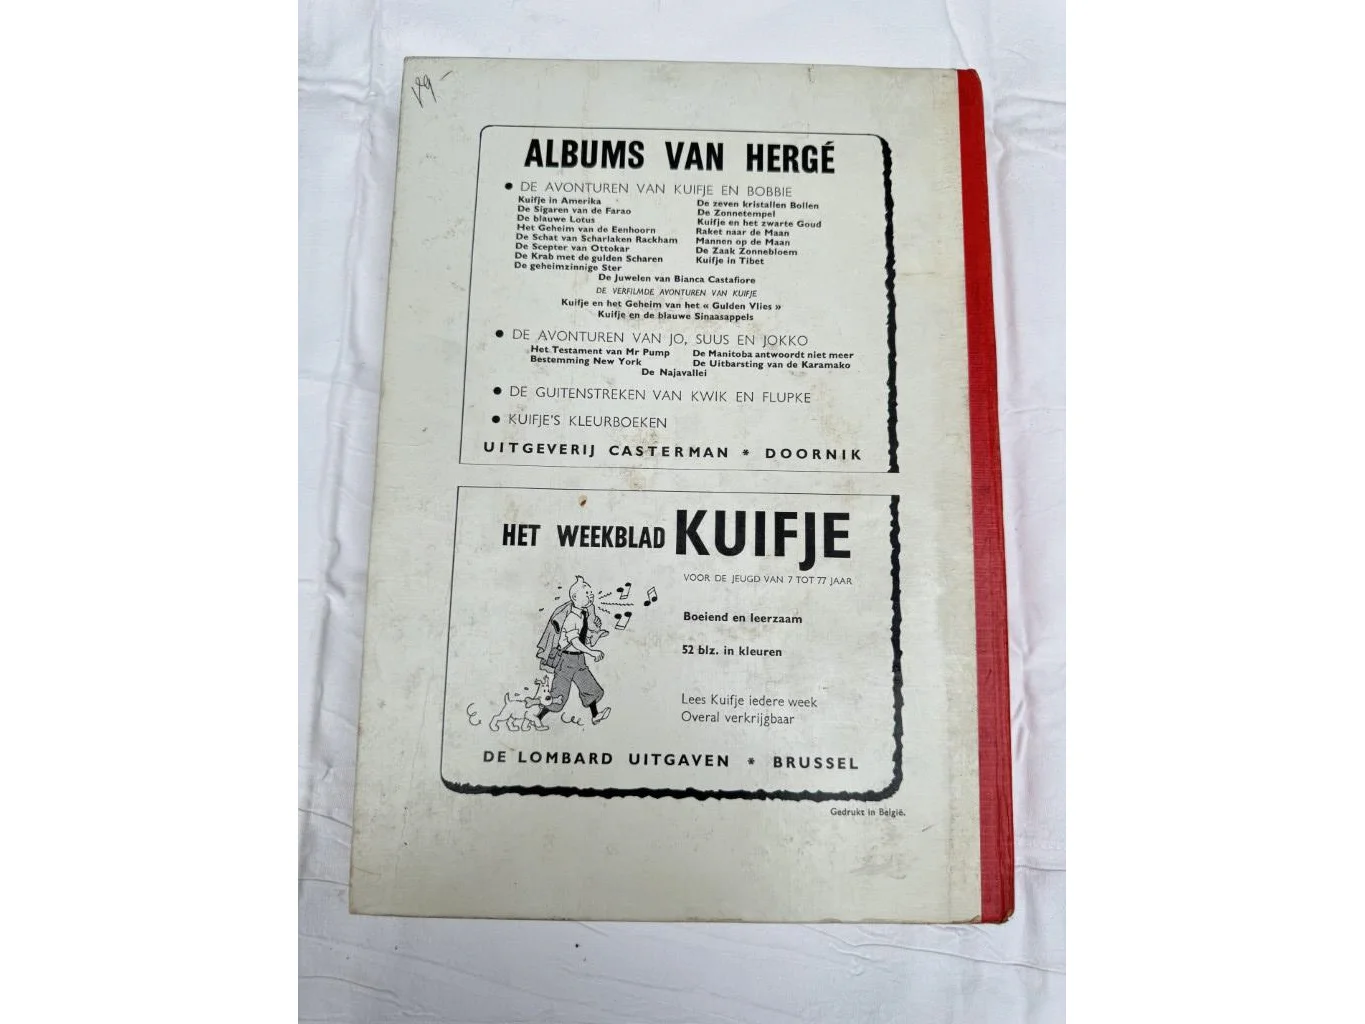 ALBUMS VAN HERGÉ
● DE AVONTUREN VAN KUIFJE EN BOBBIE
Kuifje in Amerika
De Sigaren van de Farao
De blauwe Lotus
Het Geheim van de Eenhoorn
De Schat van Scharlaken Rackham
De Scepter van Ottokar
De Krab met de gulden Scharen
De geheimzinnige Ster
De zeven kristallen Bollen
De Zonnetempel
Kuifje en het zwarte Goud
Raket naar de Maan
Mannen op de Maan
De Zaak Zonnebloem
Kuifje in Tibet
De Juwelen van Bianca Castafiore
DE VERFILMDE AVONTUREN VAN KUIFJE
Kuifje en het Geheim van het « Gulden Vlies »
Kuifje en de blauwe Sinaasappels
● DE AVONTUREN VAN JO, SUUS EN JOKKO
Het Testament van Mr Pump
Bestemming New York
De Manitoba antwoordt niet meer
De Uitbarsting van de Karamako
De Najavallei
● DE GUITENSTREKEN VAN KWIK EN FLUPKE
● KUIFJE'S KLEURBOEKEN
UITGEVERIJ CASTERMAN * DOORNIK
HET WEEKBLAD KUIFJE
VOOR DE JEUGD VAN 7 TOT 77 JAAR
Boeiend en leerzaam
52 blz. in kleuren
Lees Kuifje iedere week
Overal verkrijgbaar
DE LOMBARD UITGAVEN * BRUSSEL
Gedrukt in België.